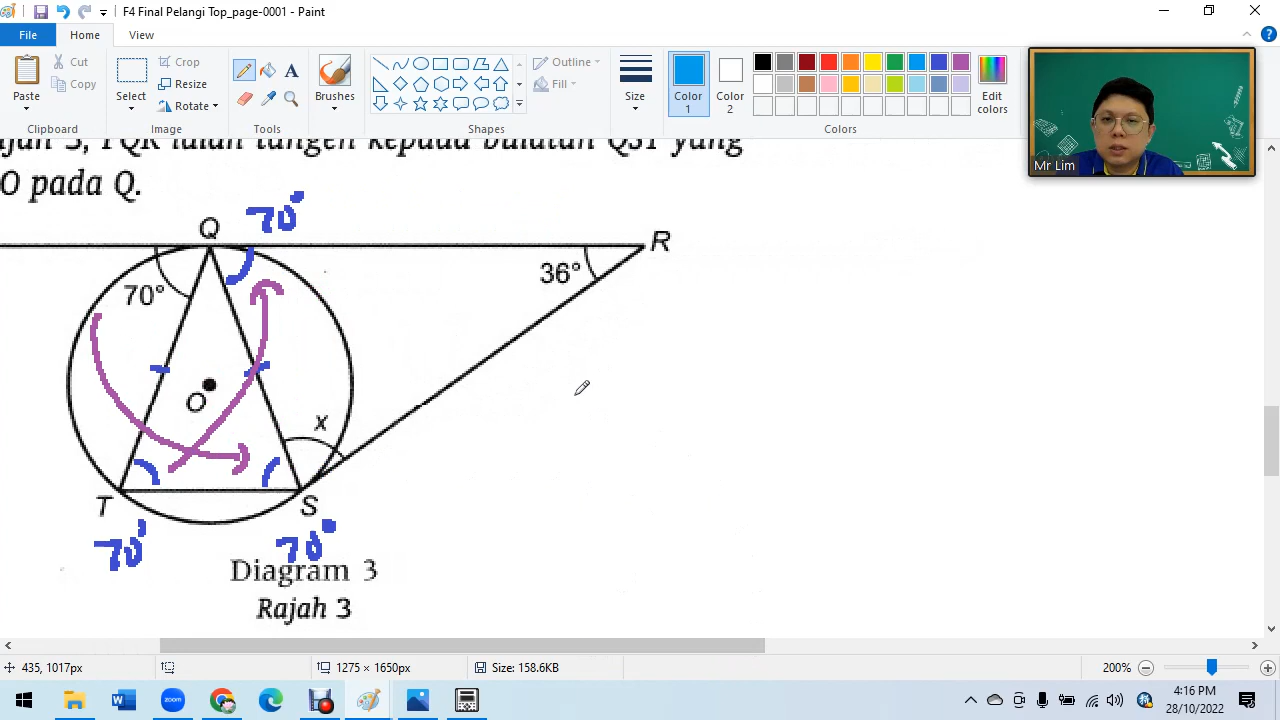 F4 Final Pelangi Top_page-0001 - Paint
File
Home
View
Paste
Cut
Copy
Clipboard
Select
Crop
Resize
Rotate
Image
A
Tools
Brushes
Shapes
Outline
Fill
Size
Color 1
Color 2
Edit colors
Colors
Mr Lim
O pada Q.
70°
Q
R
70°
36°
O
x
T
S
70°
70°
Diagram 3
Rajah 3
435, 1017px
1275 × 1650px
Size: 158.6KB
200%
zoom
4:16 PM
28/10/2022